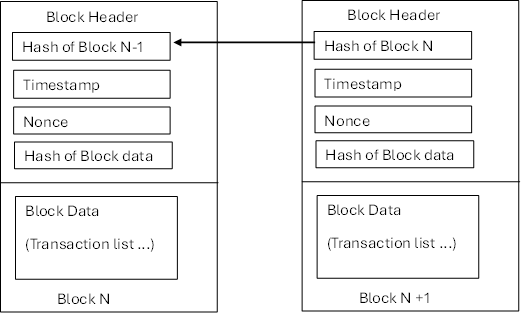 Block Header
Hash of Block N-1
Timestamp
Nonce
Hash of Block data
Block Data
(Transaction list ...)
Block N
Block Header
Hash of Block N
Timestamp
Nonce
Hash of Block data
Block Data
(Transaction list ...)
Block N +1